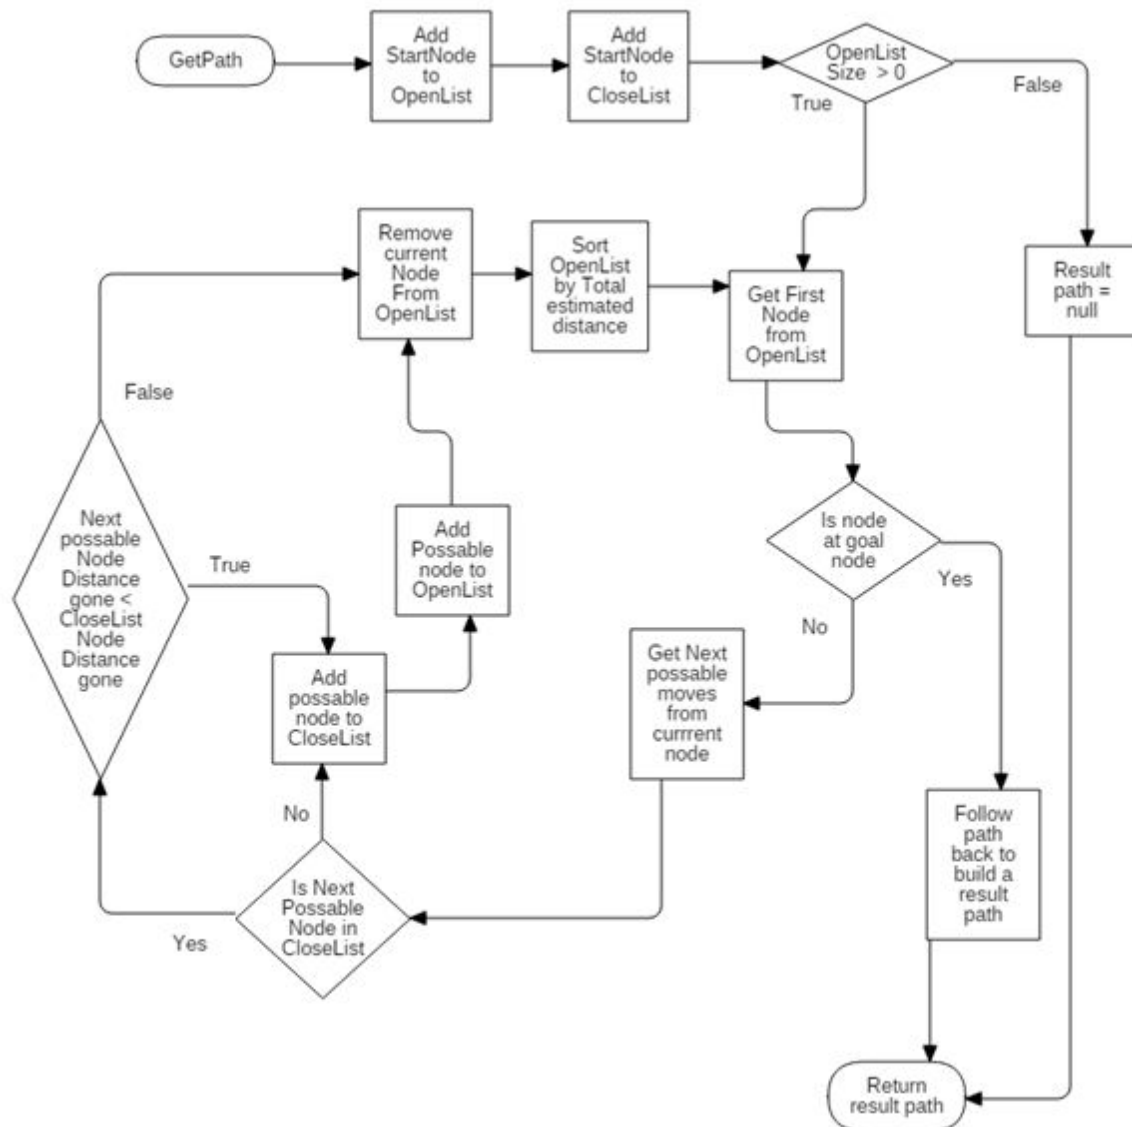 GetPath
Add
StartNode
to
OpenList
Add
StartNode
to
CloseList
OpenList
Size > 0
True
False
Remove
current
Node
From
OpenList
Sort
OpenList
by Total
estimated
distance
Get First
Node
from
OpenList
Result
path =
null
False
Next
possable
Node
Distance
gone <
CloseList
Node
Distance
gone
True
Add
Possable
node to
OpenList
Is node
at goal
node
Yes
No
Add
possable
node to
CloseList
Get Next
possable
moves
from
currrent
node
No
Is Next
Possable
Node in
CloseList
Yes
Follow
path
back to
build a
result
path
Return
result path